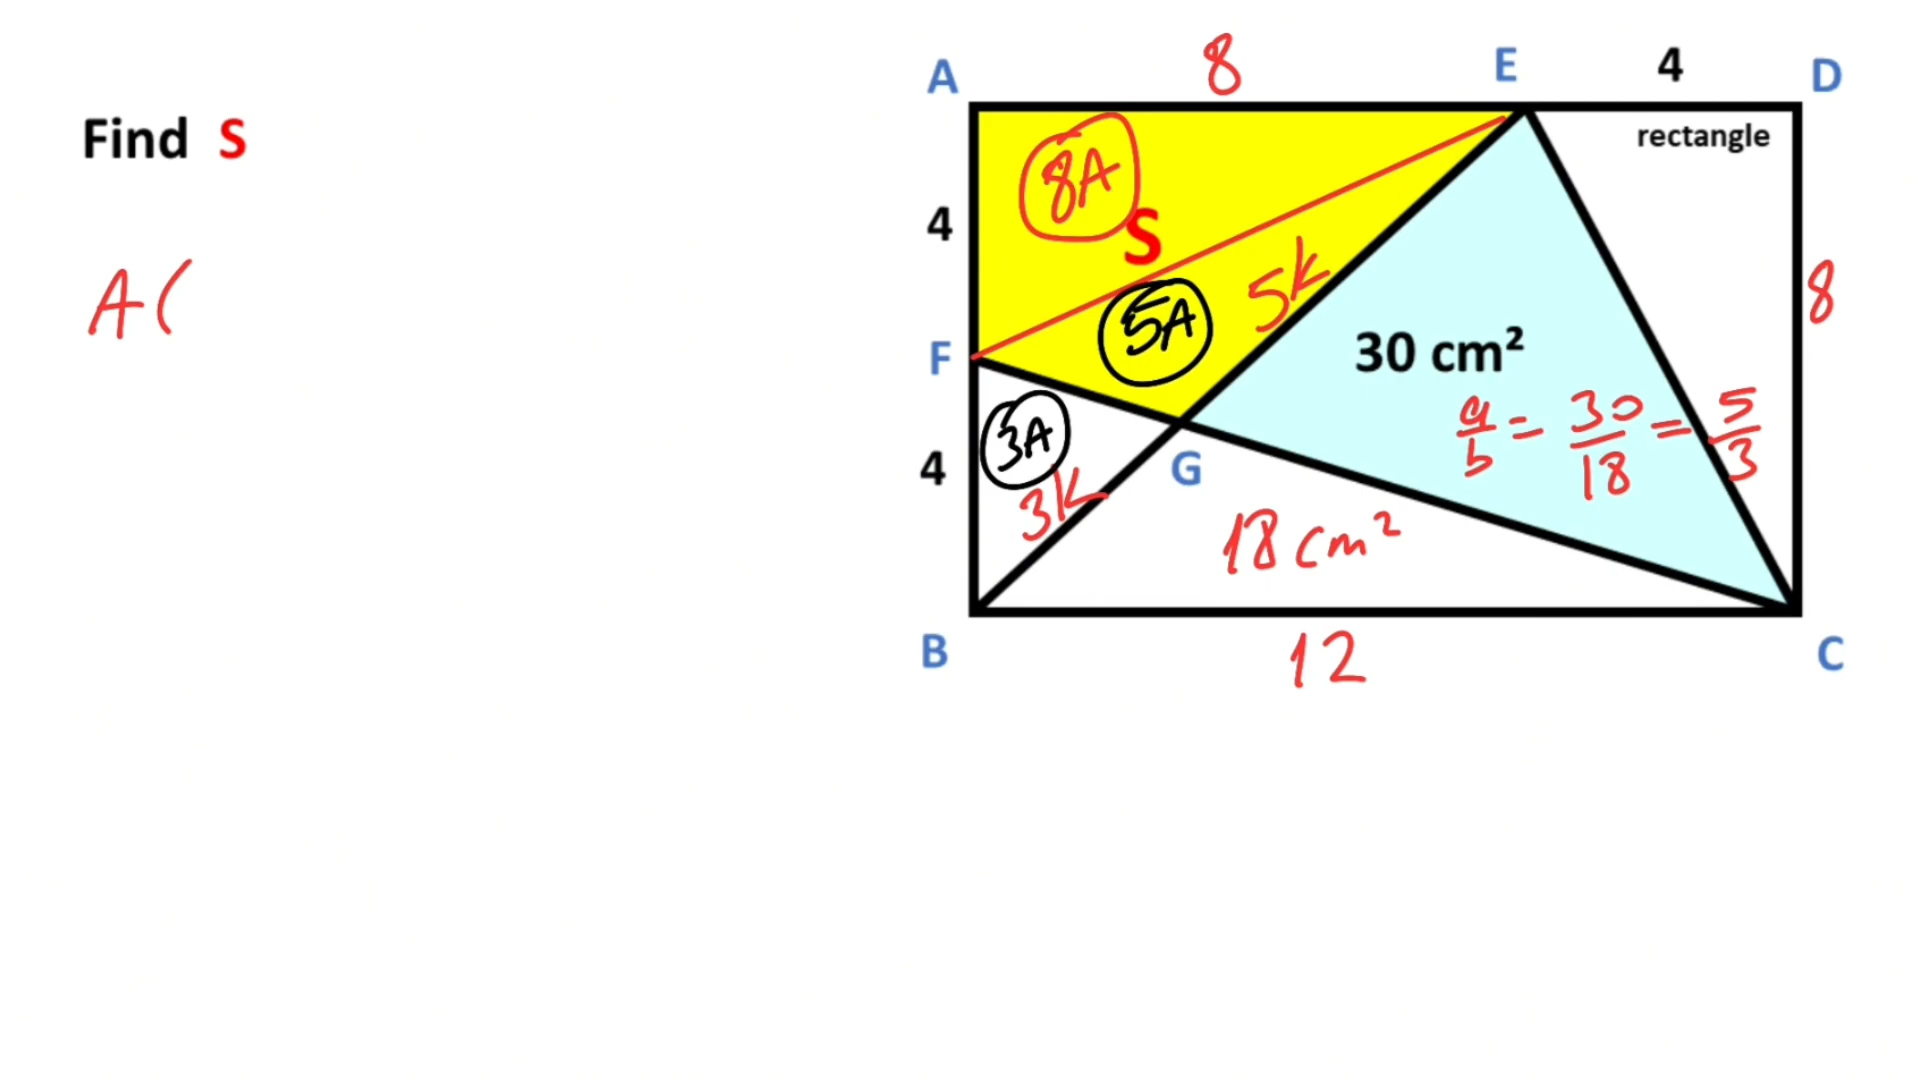 Find S
A(
A
8
E
4
D
rectangle
8A
4
S
5k
8
5A
F
30 cm²
3A
a/b = 30/18 = 5/3
4
G
3k
18 cm²
B
12
C